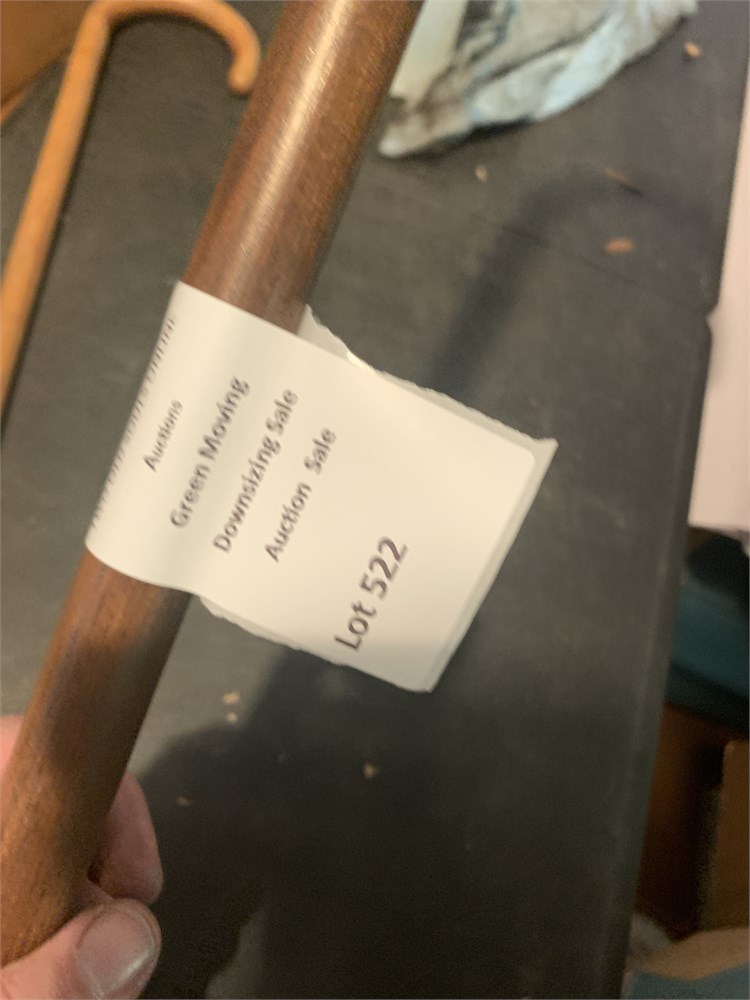 Auctions
Green Moving
Downsizing Sale
Auction Sale
Lot 522